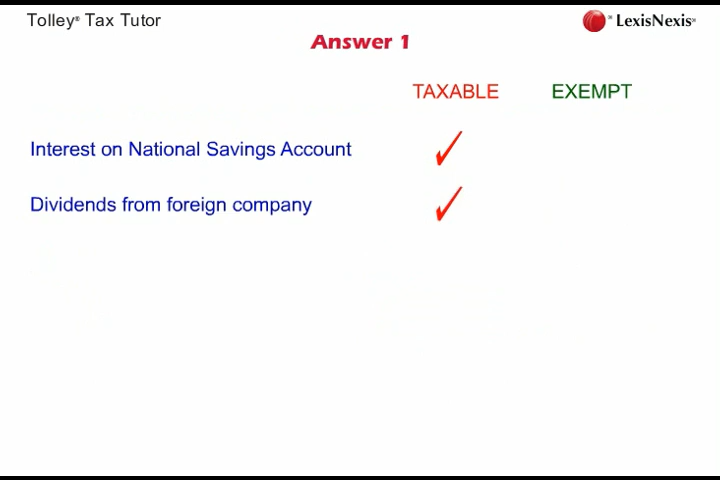 Tolley® Tax Tutor
LexisNexis®
Answer 1
TAXABLE EXEMPT
Interest on National Savings Account
Dividends from foreign company